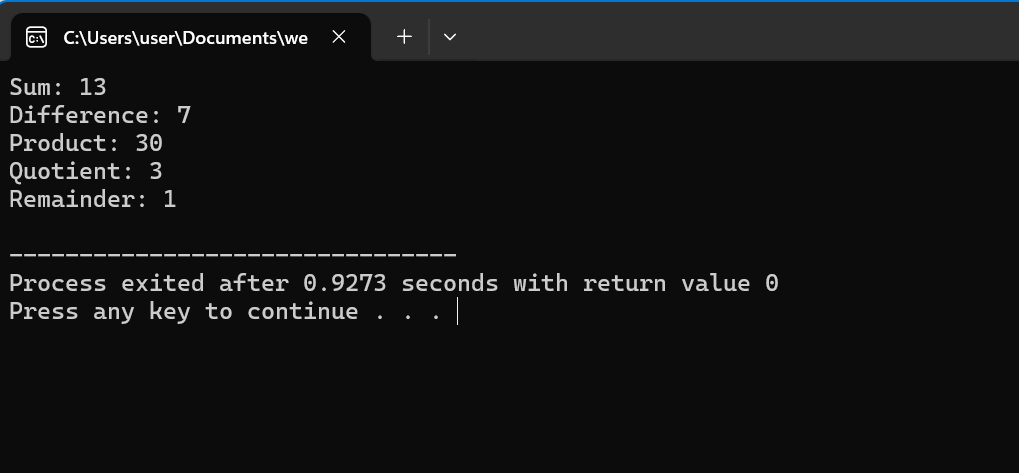 C:\Users\user\Documents\we
Sum: 13
Difference: 7
Product: 30
Quotient: 3
Remainder: 1
--------------------------------
Process exited after 0.9273 seconds with return value 0
Press any key to continue . . .